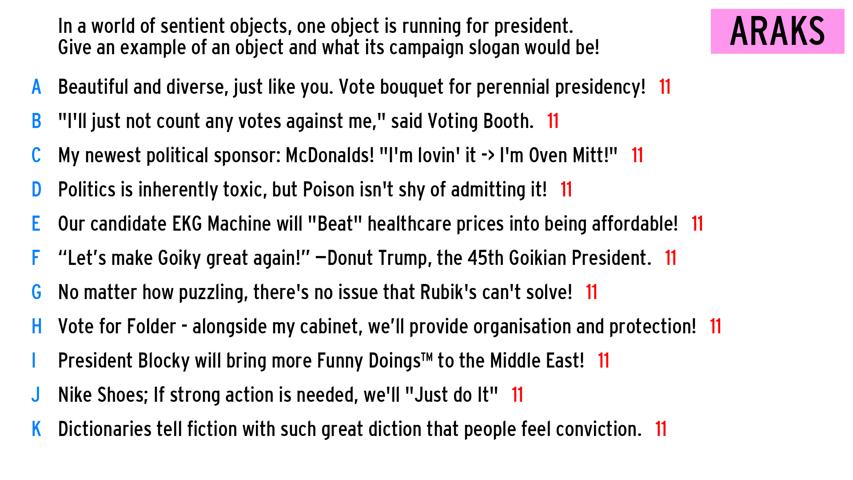 In a world of sentient objects, one object is running for president.
Give an example of an object and what its campaign slogan would be!
ARAKS
A Beautiful and diverse, just like you. Vote bouquet for perennial presidency! 11
B "I'll just not count any votes against me," said Voting Booth. 11
C My newest political sponsor: McDonalds! "I'm lovin' it -> I'm Oven Mitt!" 11
D Politics is inherently toxic, but Poison isn't shy of admitting it! 11
E Our candidate EKG Machine will "Beat" healthcare prices into being affordable! 11
F “Let’s make Goiky great again!” —Donut Trump, the 45th Goikian President. 11
G No matter how puzzling, there's no issue that Rubik's can't solve! 11
H Vote for Folder - alongside my cabinet, we’ll provide organisation and protection! 11
I President Blocky will bring more Funny Doings™ to the Middle East! 11
J Nike Shoes; If strong action is needed, we'll "Just do It" 11
K Dictionaries tell fiction with such great diction that people feel conviction. 11